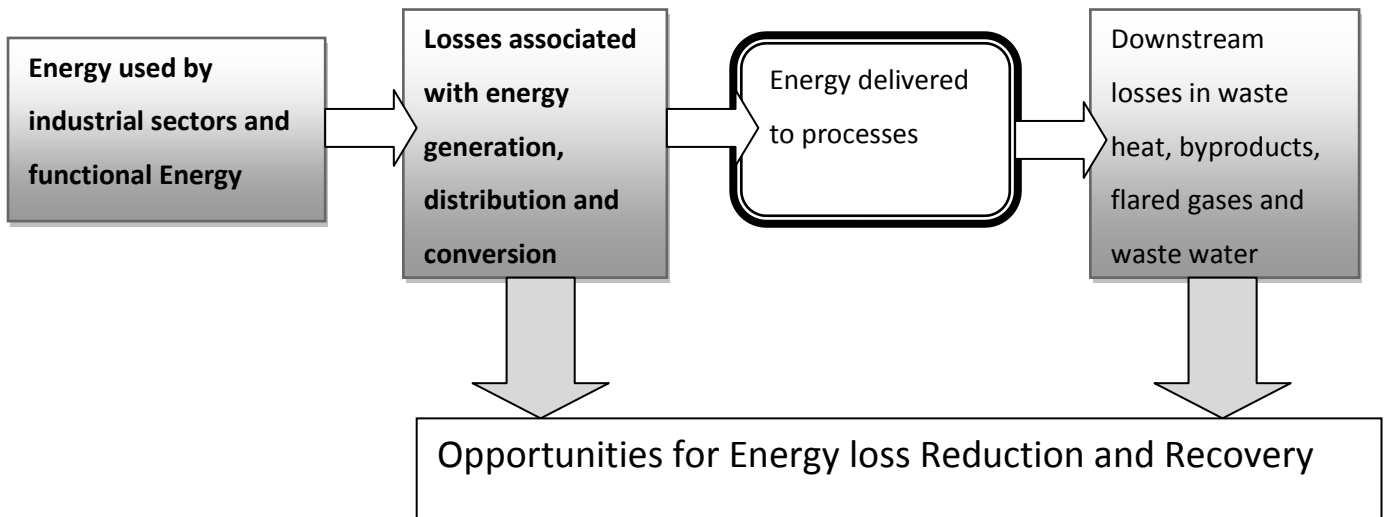 Energy used by
industrial sectors and
functional Energy
Losses associated
with energy
generation,
distribution and
conversion
Energy delivered
to processes
Downstream
losses in waste
heat, byproducts,
flared gases and
waste water
Opportunities for Energy loss Reduction and Recovery